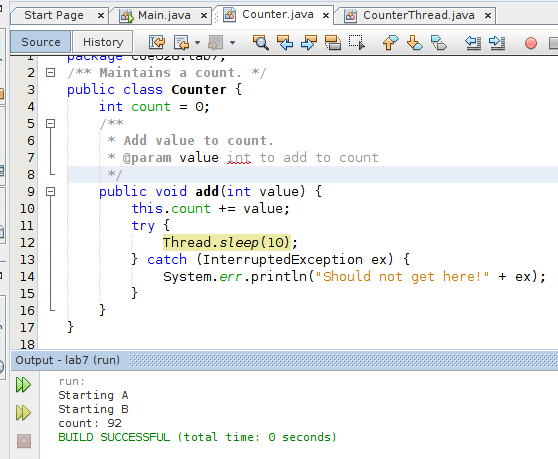 Start Page Main.java Counter.java CounterThread.java
Source History
1 package coe628.lab7;
2 /** Maintains a count. */
3 public class Counter {
4 int count = 0;
5 /**
6 * Add value to count.
7 * @param value int to add to count
8 */
9 public void add(int value) {
10 this.count += value;
11 try {
12 Thread.sleep(10);
13 } catch (InterruptedException ex) {
14 System.err.println("Should not get here!" + ex);
15 }
16 }
17 }
18
Output - lab7 (run)
run:
Starting A
Starting B
count: 92
BUILD SUCCESSFUL (total time: 0 seconds)